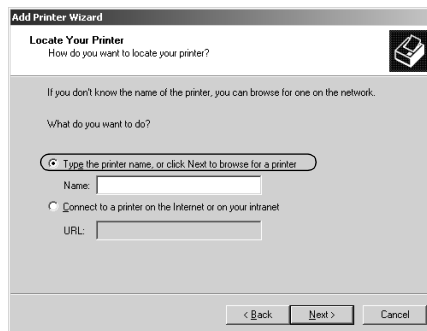 Add Printer Wizard
Locate Your Printer
How do you want to locate your printer?
If you don't know the name of the printer, you can browse for one on the network.
What do you want to do?
Type the printer name, or click Next to browse for a printer
Name:
Connect to a printer on the Internet or on your intranet
URL:
< Back Next > Cancel